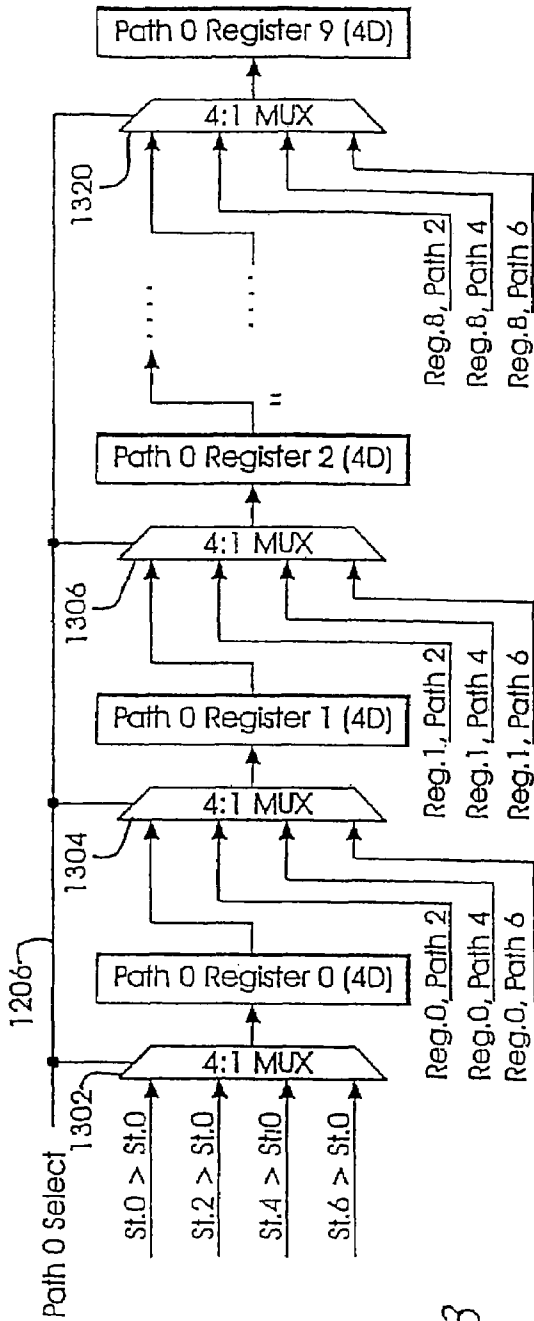 Path 0 Select
1206
1302
1304
1306
1320
4:1 MUX
4:1 MUX
4:1 MUX
4:1 MUX
St.0 > St.0
St.2 > St.0
St.4 > St.0
St.6 > St.0
Path 0 Register 0 (4D)
Path 0 Register 1 (4D)
Path 0 Register 2 (4D)
Path 0 Register 9 (4D)
Reg.0, Path 2
Reg.0, Path 4
Reg.0, Path 6
Reg.1, Path 2
Reg.1, Path 4
Reg.1, Path 6
Reg.8, Path 2
Reg.8, Path 4
Reg.8, Path 6
3